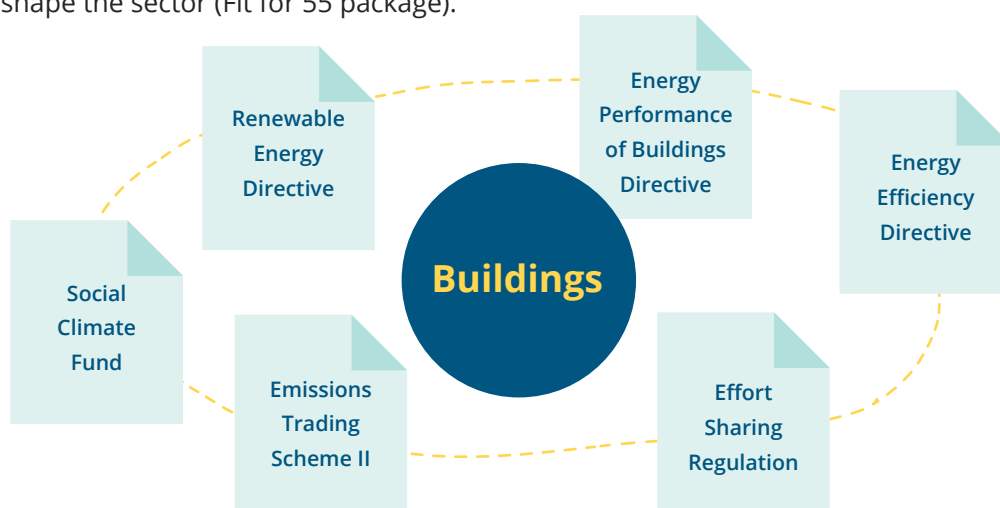 shape the sector (Fit for 55 package).
Renewable
Energy
Directive
Energy
Performance
of Buildings
Directive
Energy
Efficiency
Directive
Buildings
Social
Climate
Fund
Emissions
Trading
Scheme II
Effort
Sharing
Regulation